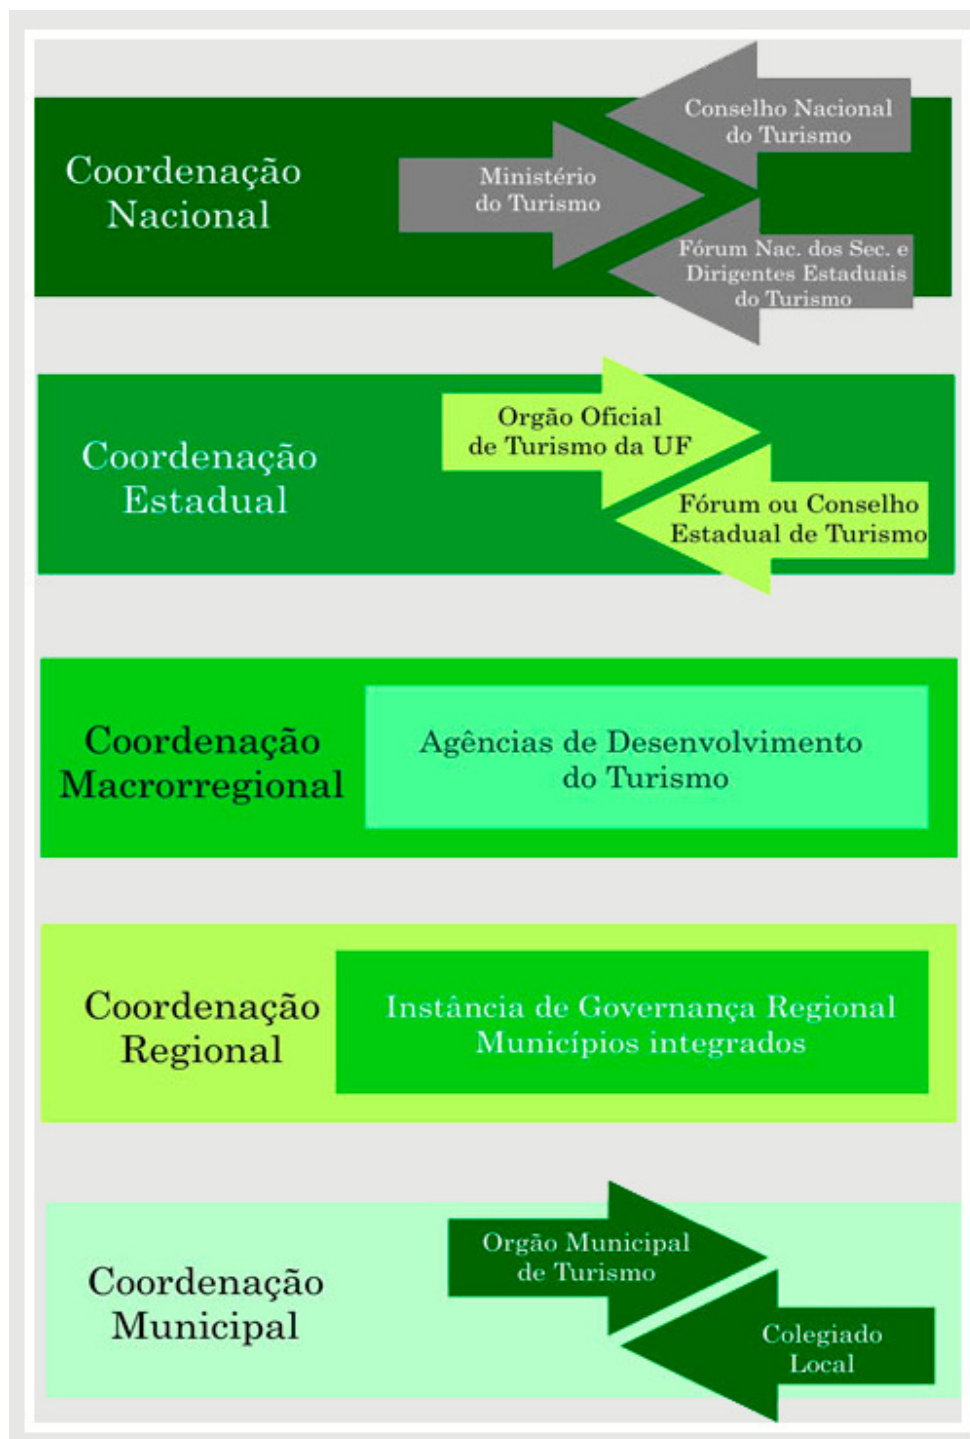 Coordenação
Nacional
Conselho Nacional
do Turismo
Ministério
do Turismo
Fórum Nac. dos Sec. e
Dirigentes Estaduais
do Turismo
Coordenação
Estadual
Orgão Oficial
de Turismo da UF
Fórum ou Conselho
Estadual de Turismo
Coordenação
Macrorregional
Agências de Desenvolvimento
do Turismo
Coordenação
Regional
Instância de Governança Regional
Municípios integrados
Coordenação
Municipal
Orgão Municipal
de Turismo
Colegiado
Local